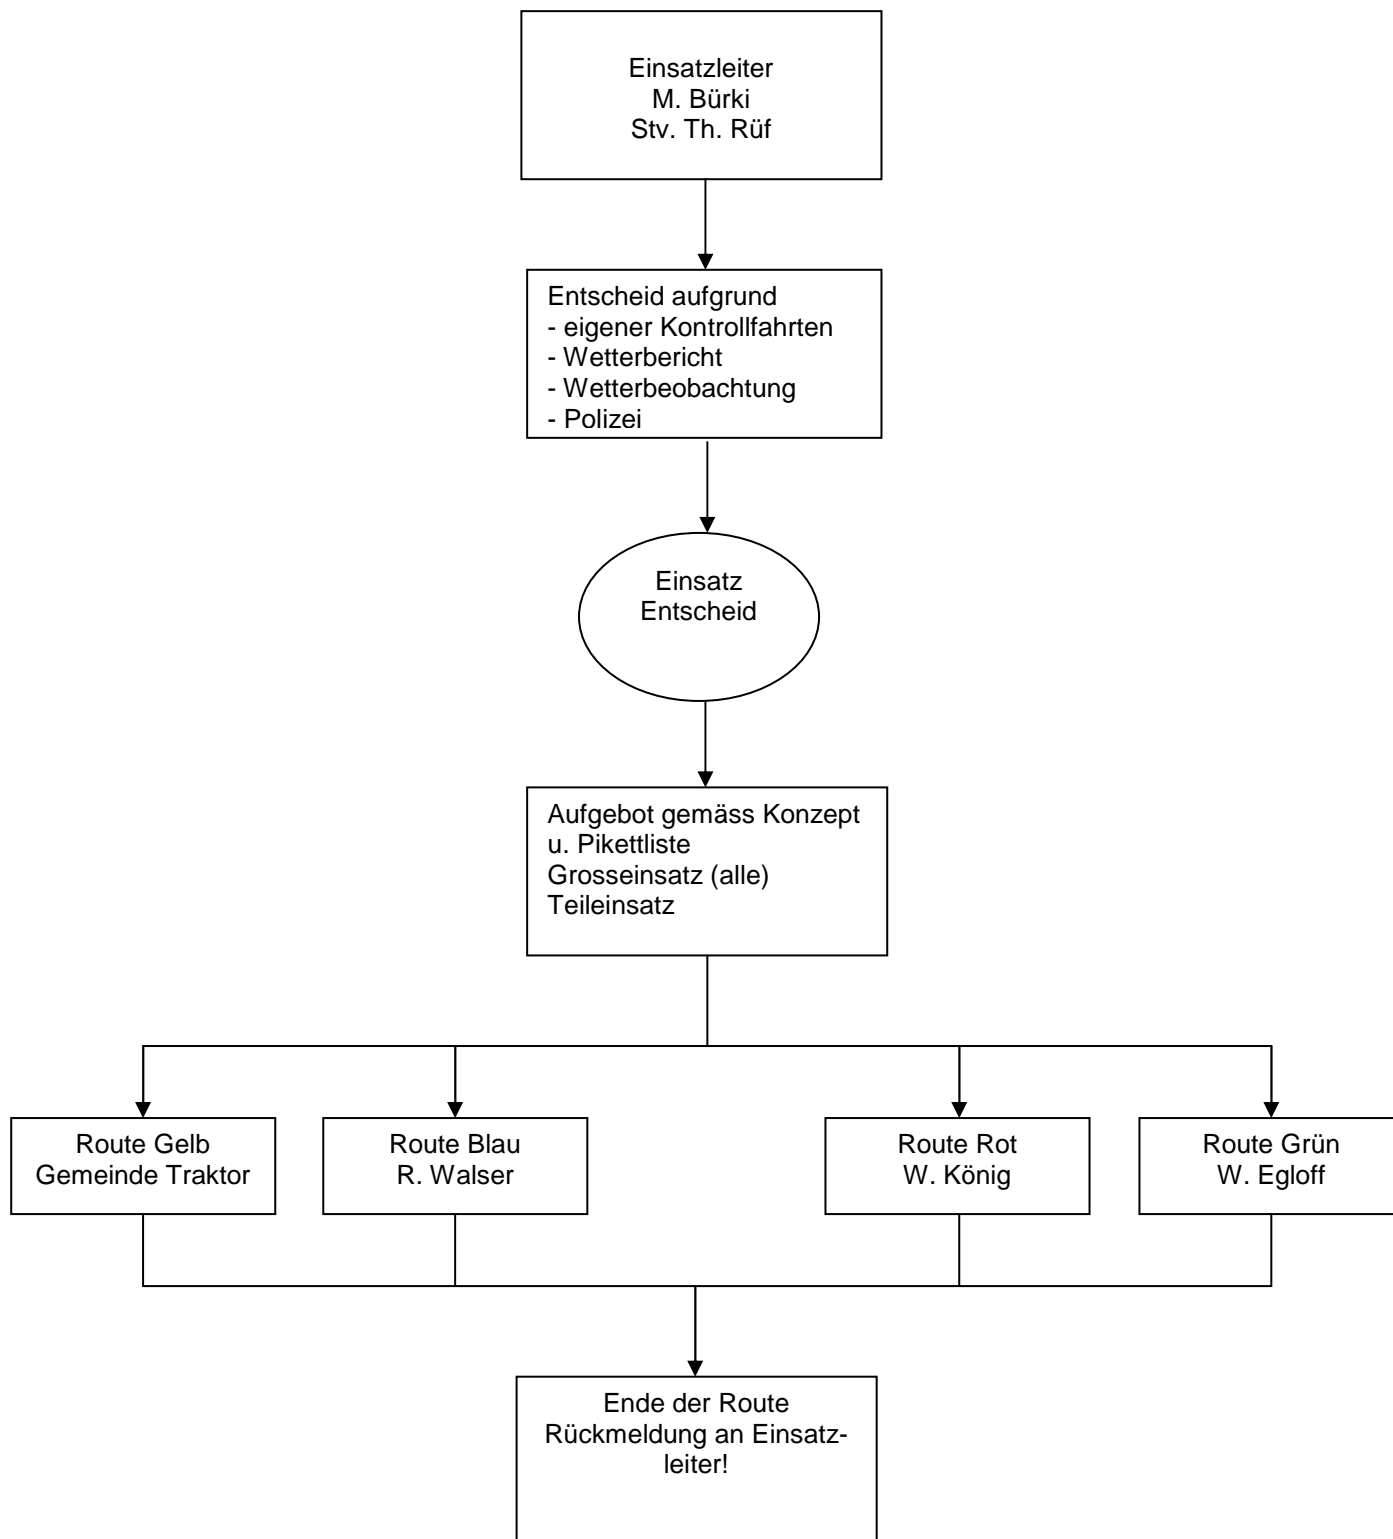 Einsatzleiter
M. Bürki
Stv. Th. Rüf
Entscheid aufgrund
- eigener Kontrollfahrten
- Wetterbericht
- Wetterbeobachtung
- Polizei
Einsatz
Entscheid
Aufgebot gemäss Konzept
u. Pikettliste
Grosseinsatz (alle)
Teileinsatz
Route Gelb
Gemeinde Traktor
Route Blau
R. Walser
Route Rot
W. König
Route Grün
W. Egloff
Ende der Route
Rückmeldung an Einsatz-
leiter!